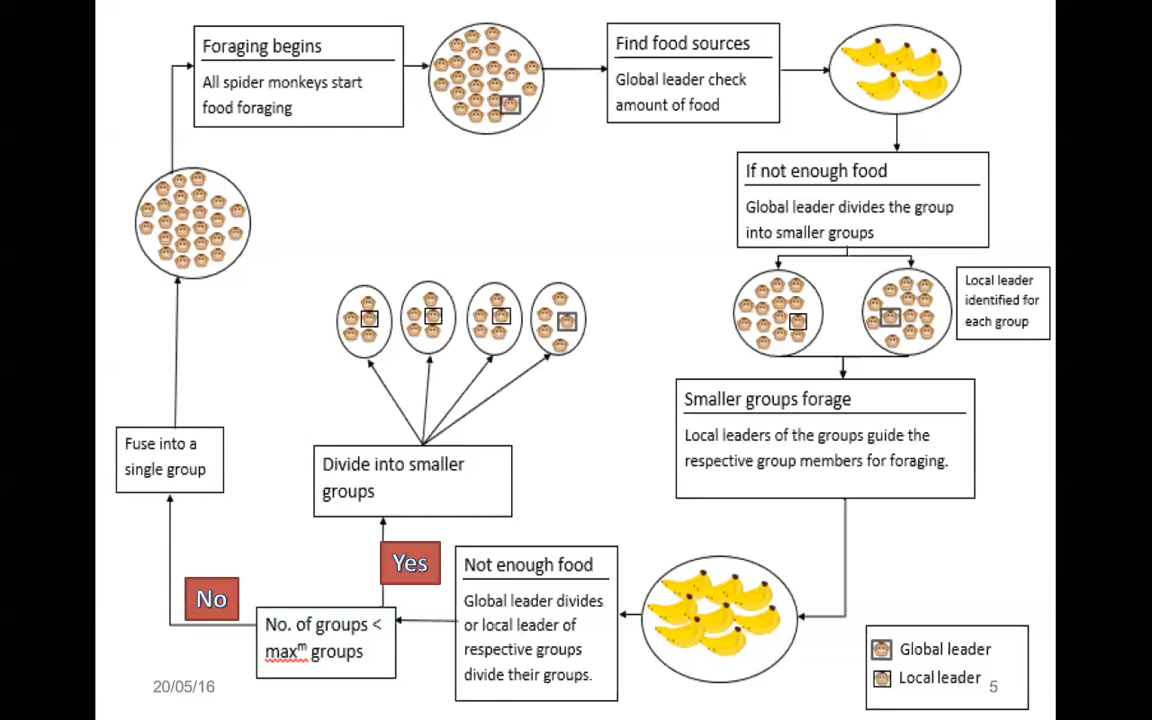 Foraging begins
All spider monkeys start
food foraging
Find food sources
Global leader check
amount of food
If not enough food
Global leader divides the group
into smaller groups
Local leader
identified for
each group
Smaller groups forage
Local leaders of the groups guide the
respective group members for foraging.
Not enough food
Global leader divides
or local leader of
respective groups
divide their groups.
No. of groups <
maxᵐ groups
Yes
Divide into smaller
groups
No
Fuse into a
single group
Global leader
Local leader
20/05/16
5